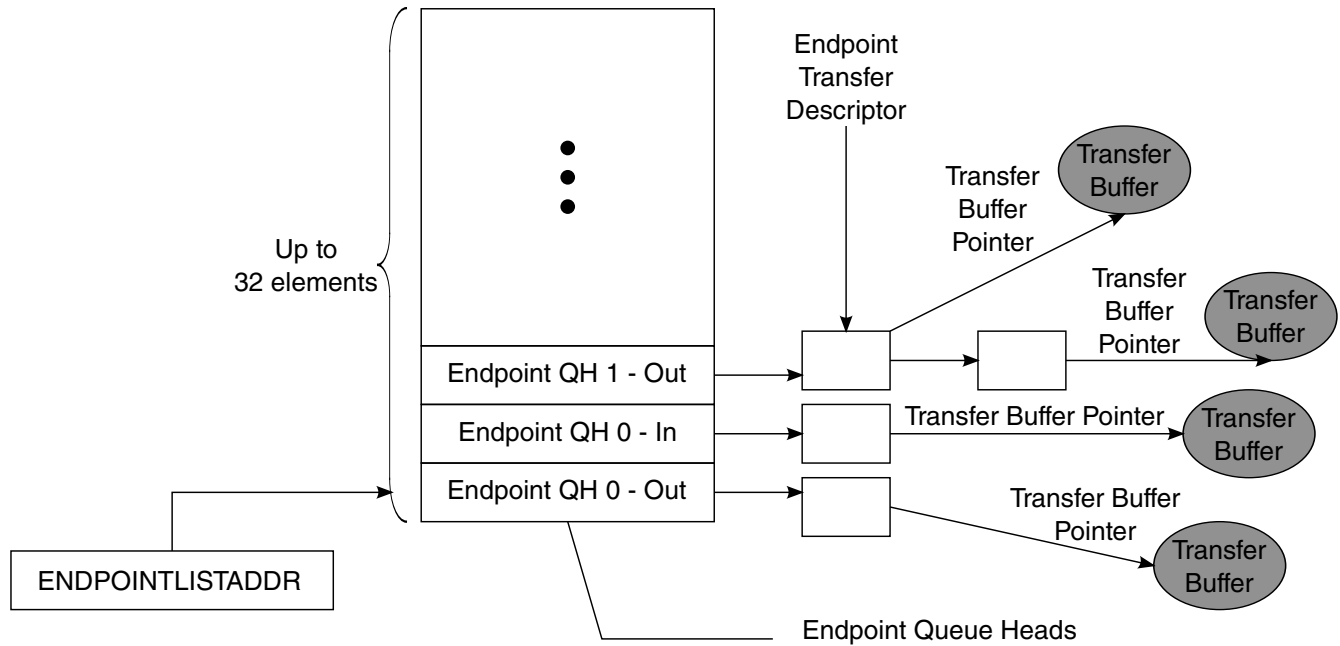 Endpoint
Transfer
Descriptor
Transfer
Buffer
Transfer
Buffer
Pointer
Up to
32 elements
Transfer
Buffer
Pointer
Transfer
Buffer
Endpoint QH 1 - Out
Endpoint QH 0 - In
Transfer Buffer Pointer
Transfer
Buffer
Endpoint QH 0 - Out
Transfer Buffer
Pointer
Transfer
Buffer
ENDPOINTLISTADDR
Endpoint Queue Heads